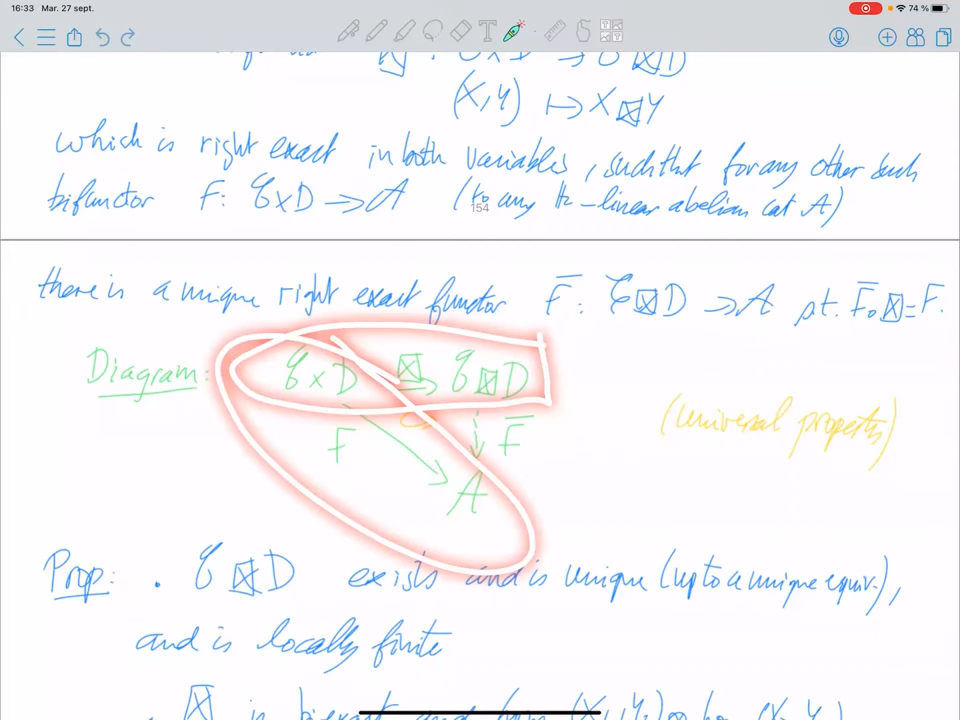 16:33 Mar. 27 sept. 74 %
(X,Y) ↦ X⊠Y
which is right exact in both variables, such that for any other such
bifunctor F: C×D → A (to any k-linear abelian cat A)
154
there is a unique right exact functor F̄: C⊠D → A s.t. F̄∘⊠=F.
Diagram: C×D ⊠→ C⊠D
(universal property)
F F̄
A
Prop: . C⊠D exists and is unique (up to a unique equiv.),
and is locally finite